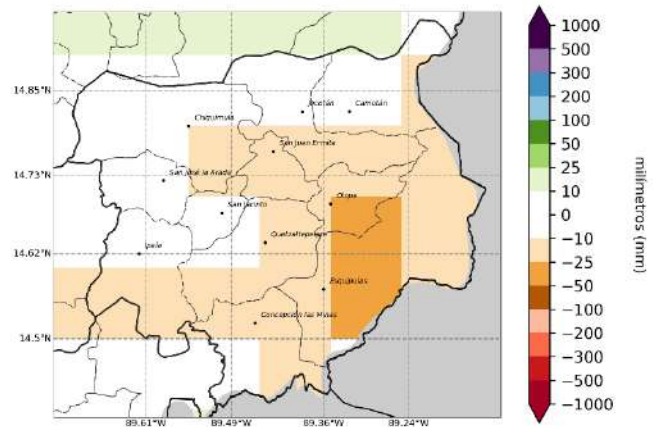 14.85°N
14.73°N
14.62°N
14.5°N
89.61°W
89.49°W
89.36°W
89.24°W
Jocotán
Camotán
Chiquimula
San Juan Ermita
San José la Arada
Olopa
San Jacinto
Quetzaltepeque
Ipala
Esquipulas
Concepción las Minas
1000
500
300
200
100
50
25
10
0
−10
−25
−50
−100
−200
−300
−500
−1000
milímetros (mm)